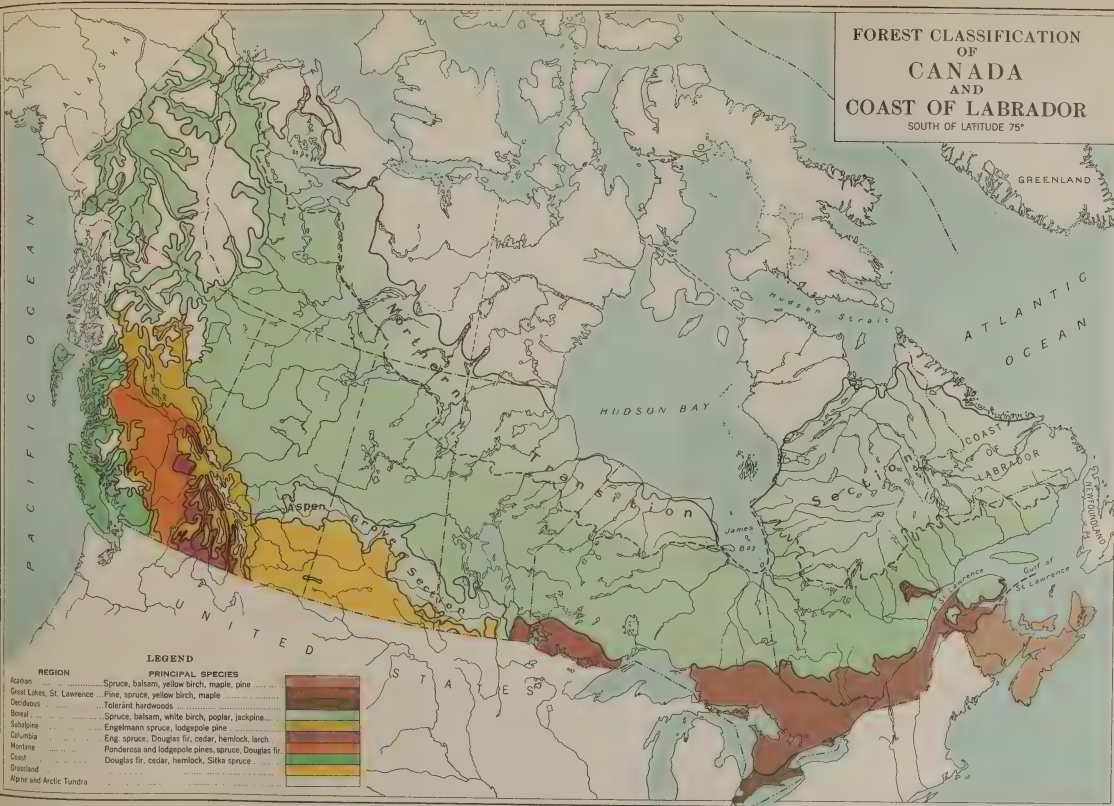 FOREST CLASSIFICATION
OF
CANADA
AND
COAST OF LABRADOR
SOUTH OF LATITUDE 75°
ASKA
GREENLAND
PACIFIC OCEAN
ATLANTIC
OCEAN
Hudson Strait
HUDSON BAY
Northern
Transition
Section
COAST
OF
LABRADOR
NEWFOUNDLAND
James
Bay
Aspen Grove Section
Gulf of
St Lawrence
St Lawrence
UNITED
STATES
LEGEND
REGION PRINCIPAL SPECIES
Acadian Spruce, balsam, yellow birch, maple, pine
Great Lakes, St. Lawrence Pine, spruce, yellow birch, maple
Deciduous Tolerant hardwoods
Boreal Spruce, balsam, white birch, poplar, jackpine
Subalpine Engelmann spruce, lodgepole pine
Columbia Eng. spruce, Douglas fir, cedar, hemlock, larch
Montane Ponderosa and lodgepole pines, spruce, Douglas fir
Coast Douglas fir, cedar, hemlock, Sitka spruce
Grassland
Alpine and Arctic Tundra